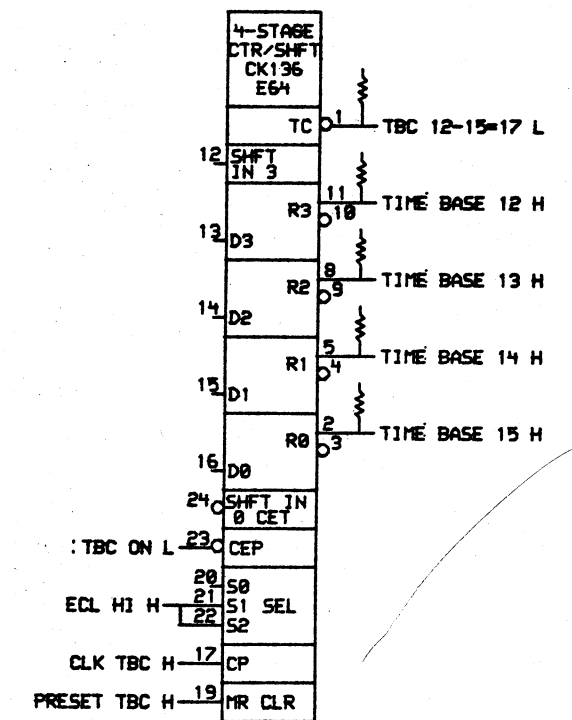 4-STAGE
CTR/SHFT
CK136
E64
TC 1 TBC 12-15=17 L
12 SHFT
IN 3
11 TIME BASE 12 H
R3 10
13 D3
8 TIME BASE 13 H
R2 9
14 D2
5 TIME BASE 14 H
R1 4
15 D1
2 TIME BASE 15 H
R0 3
16 D0
24 SHFT IN
0 CET
:TBC ON L 23 CEP
20 S0
ECL HI H 21 S1 SEL
22 S2
CLK TBC H 17 CP
PRESET TBC H 19 MR CLR